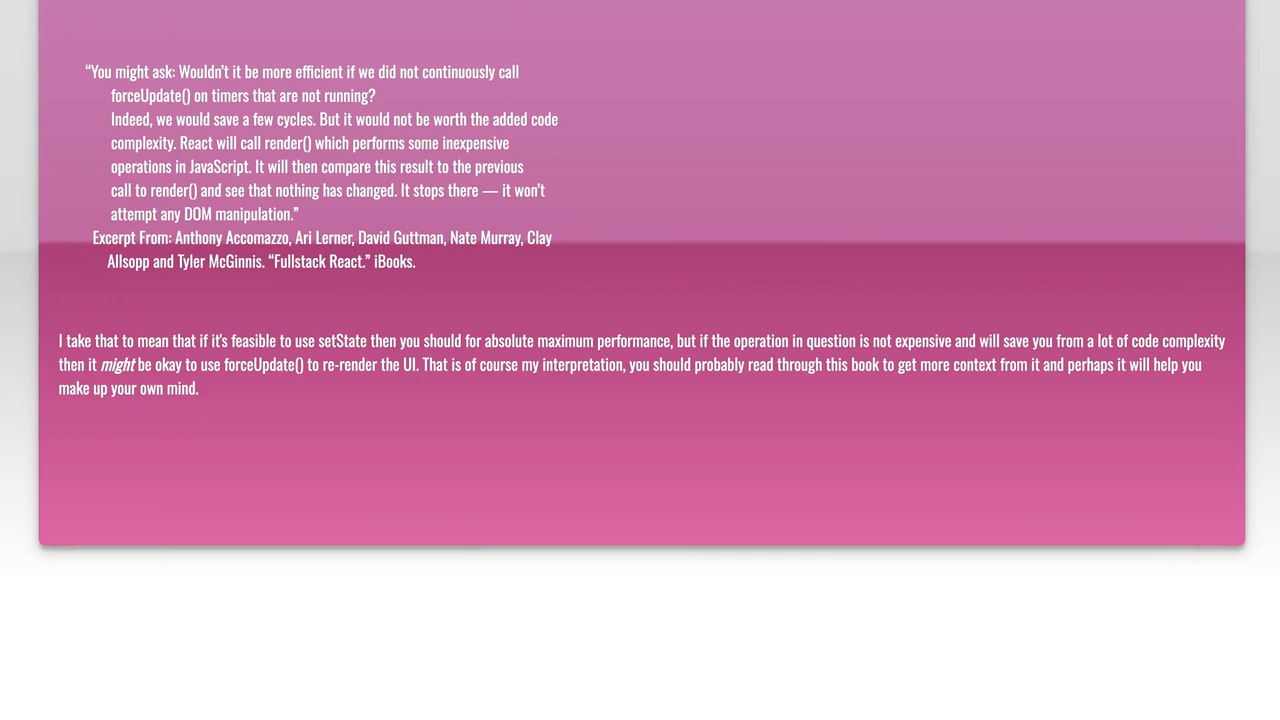 “You might ask: Wouldn’t it be more efficient if we did not continuously call
forceUpdate() on timers that are not running?
Indeed, we would save a few cycles. But it would not be worth the added code
complexity. React will call render() which performs some inexpensive
operations in JavaScript. It will then compare this result to the previous
call to render() and see that nothing has changed. It stops there — it won’t
attempt any DOM manipulation.”
Excerpt From: Anthony Accomazzo, Ari Lerner, David Guttman, Nate Murray, Clay
Allsopp and Tyler McGinnis. “Fullstack React.” iBooks.
I take that to mean that if it's feasible to use setState then you should for absolute maximum performance, but if the operation in question is not expensive and will save you from a lot of code complexity
then it might be okay to use forceUpdate() to re-render the UI. That is of course my interpretation, you should probably read through this book to get more context from it and perhaps it will help you
make up your own mind.